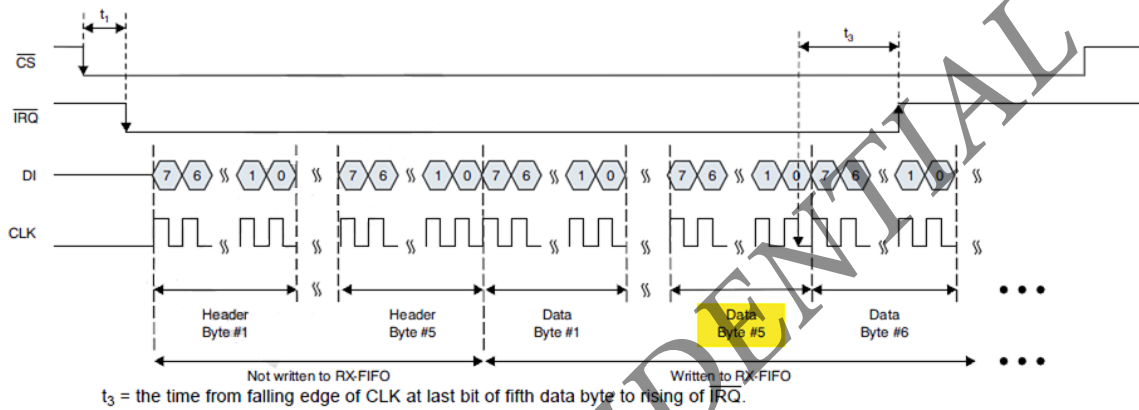 t1
t3
CS
IRQ
DI 7 6 1 0 7 6 1 0 7 6 1 0 7 6 1 0 7 6 1 0
CLK
Header Header Data Data Data
Byte #1 Byte #5 Byte #1 Byte #5 Byte #6
Not written to RX-FIFO Written to RX-FIFO
t3 = the time from falling edge of CLK at last bit of fifth data byte to rising of IRQ.
IDENTIAL